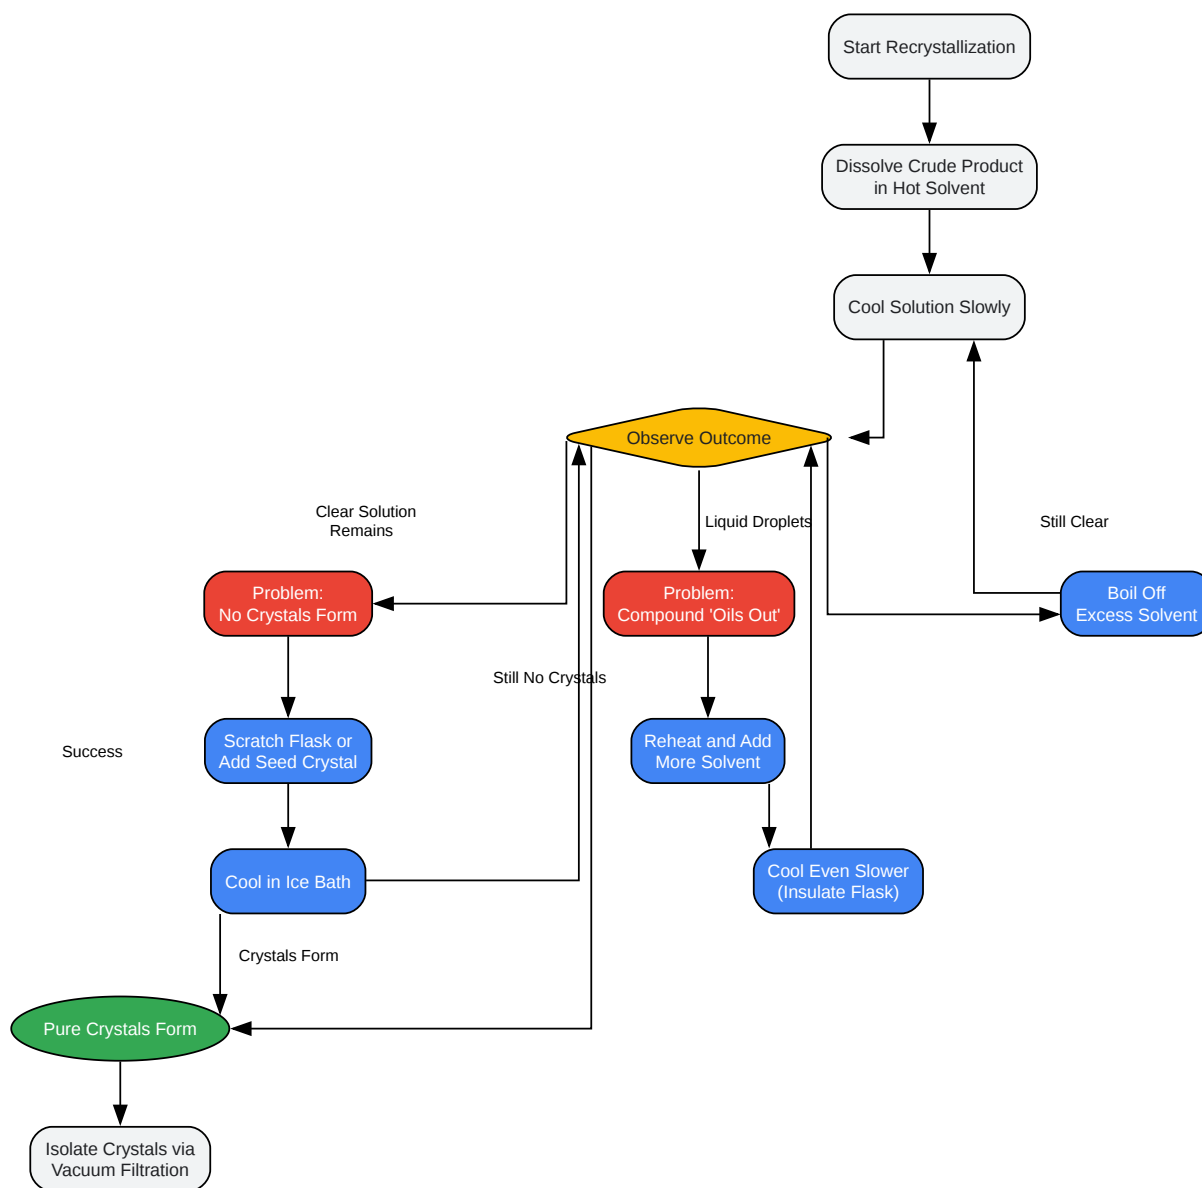 Start Recrystallization
Dissolve Crude Product
in Hot Solvent
Cool Solution Slowly
Observe Outcome
Clear Solution
Remains
Liquid Droplets
Still Clear
Problem:
No Crystals Form
Problem:
Compound 'Oils Out'
Boil Off
Excess Solvent
Still No Crystals
Success
Scratch Flask or
Add Seed Crystal
Reheat and Add
More Solvent
Cool in Ice Bath
Cool Even Slower
(Insulate Flask)
Crystals Form
Pure Crystals Form
Isolate Crystals via
Vacuum Filtration